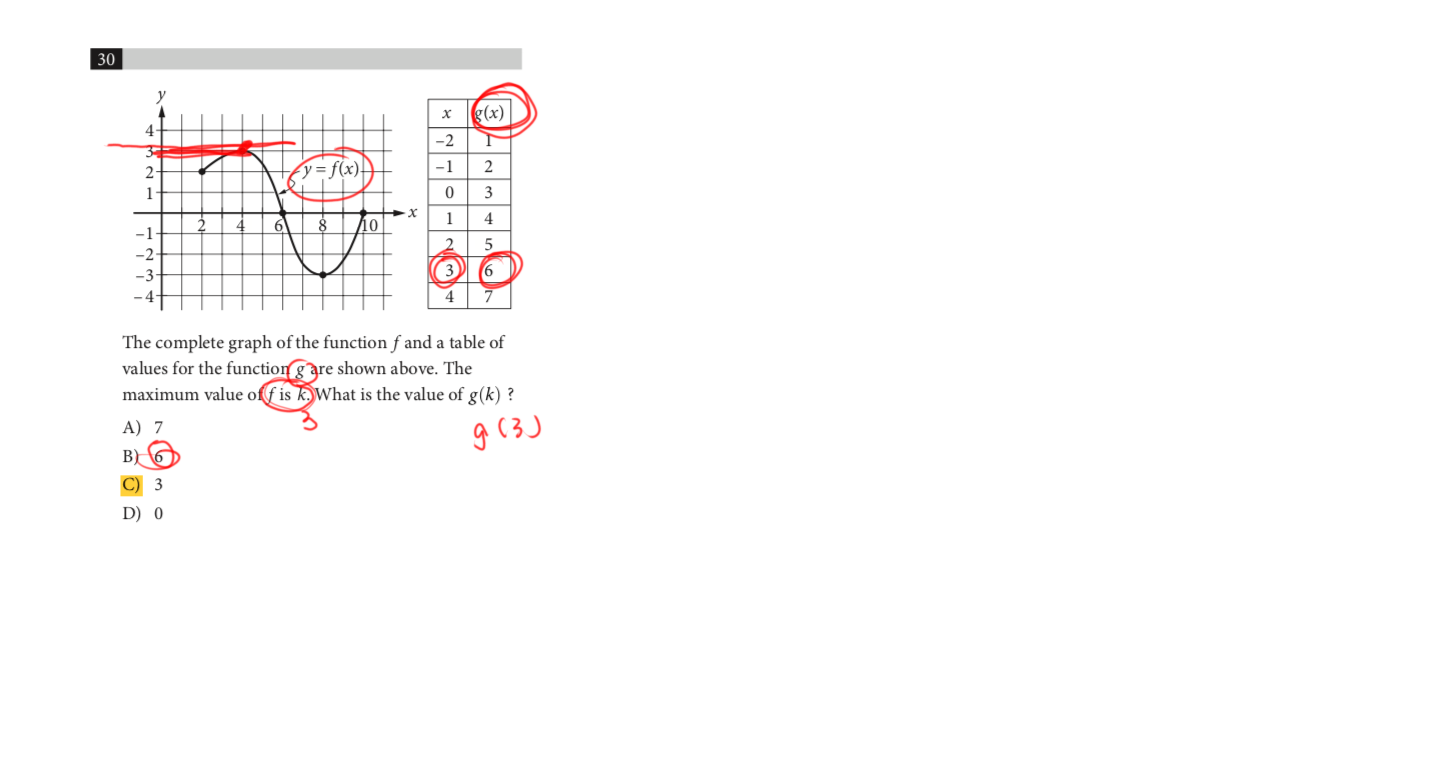 30
y
4
3
2
1
-1
-2
-3
-4
2 4 6 8 10
x
y = f(x)
x g(x)
-2 1
-1 2
0 3
1 4
2 5
3 6
4 7
The complete graph of the function f and a table of
values for the function g are shown above. The
maximum value of f is k. What is the value of g(k) ?
3
g(3)
A) 7
B) 6
C) 3
D) 0